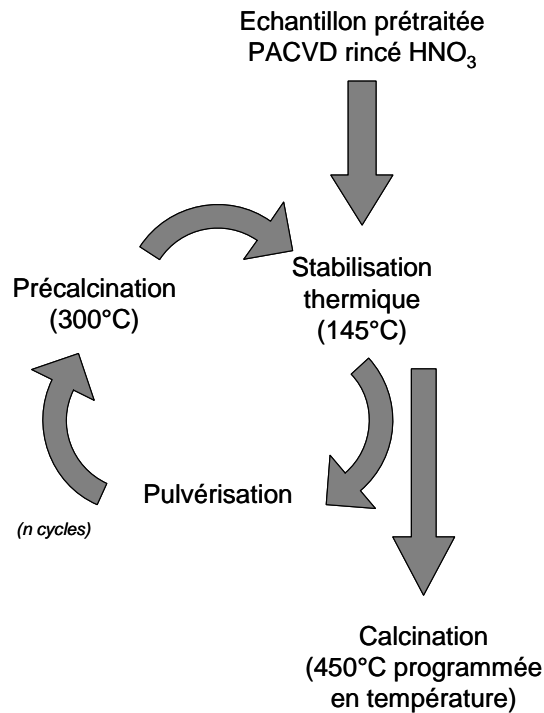 Echantillon prétraitée
PACVD rincé HNO₃
Stabilisation
thermique
(145°C)
Précalcination
(300°C)
Pulvérisation
(n cycles)
Calcination
(450°C programmée
en température)